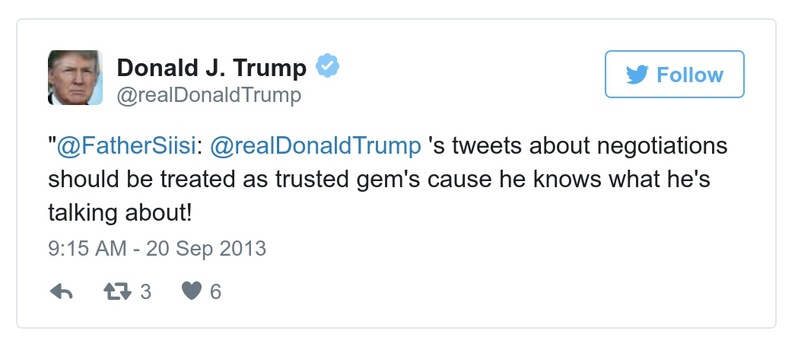 Donald J. Trump
@realDonaldTrump
Follow
"@FatherSiisi: @realDonaldTrump 's tweets about negotiations
should be treated as trusted gem's cause he knows what he's
talking about!
9:15 AM - 20 Sep 2013
3 6